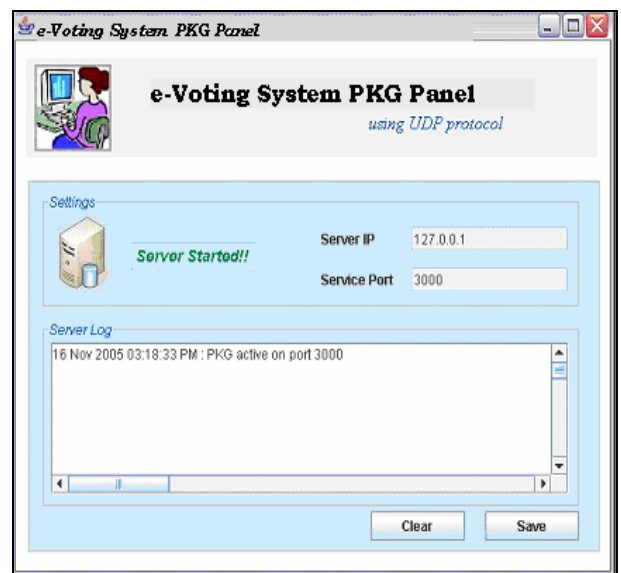 e-Voting System PKG Panel
e-Voting System PKG Panel
using UDP protocol
Settings
Server Started!!
Server IP 127.0.0.1
Service Port 3000
Server Log
16 Nov 2005 03:18:33 PM : PKG active on port 3000
Clear Save